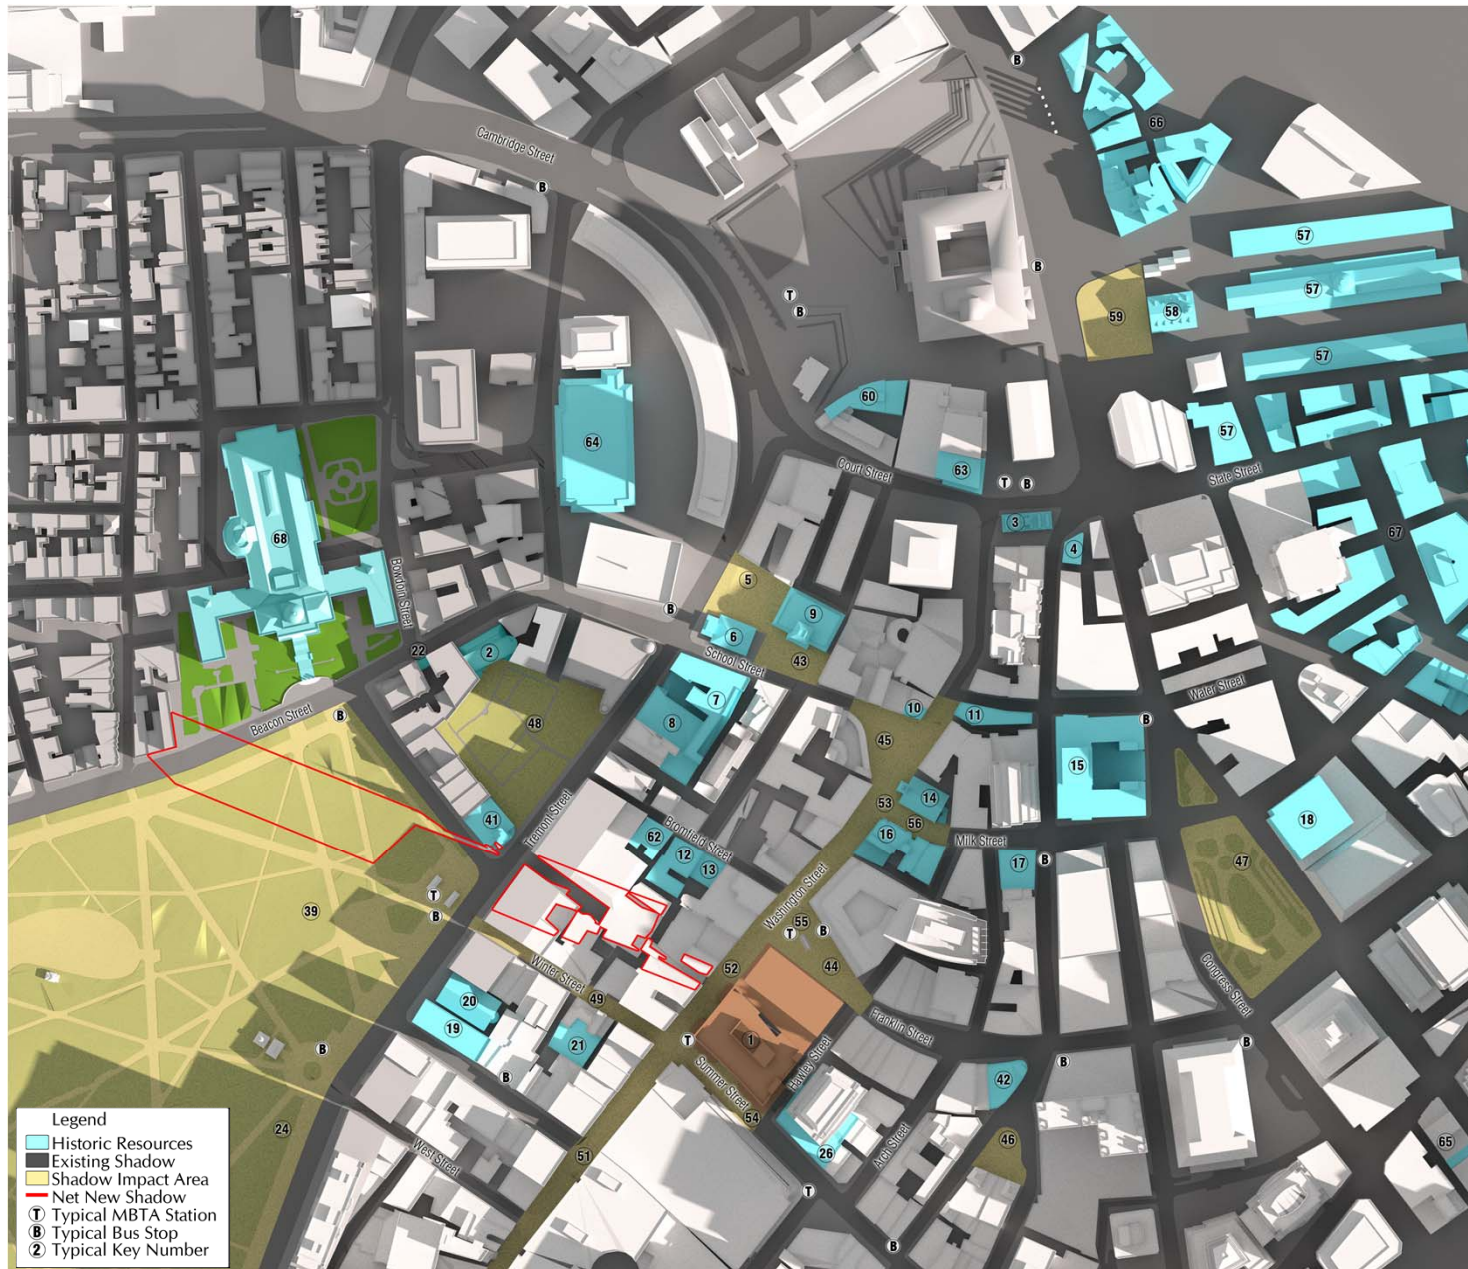 B
66
Cambridge Street
B
57
B
T
B
57
59
58
57
60
64
57
Court Street
63
State Street
T
B
3
67
68
4
5
Bowdoin Street
B
9
6
22
2
School Street
43
Water Street
7
10
11
Beacon Street
B
48
8
B
45
15
53
14
18
41
Tremont Street
62
Bromfield Street
56
16
Milk Street
12
13
17
B
47
T
39
B
Washington Street
55
T
B
Winter Street
52
44
Congress Street
20
49
Franklin Street
19
21
T
1
B
B
B
Hawley Street
Summer Street
B
42
54
24
46
Arch Street
65
51
26
West Street
T
B
Legend
Historic Resources
Existing Shadow
Shadow Impact Area
Net New Shadow
T Typical MBTA Station
B Typical Bus Stop
2 Typical Key Number